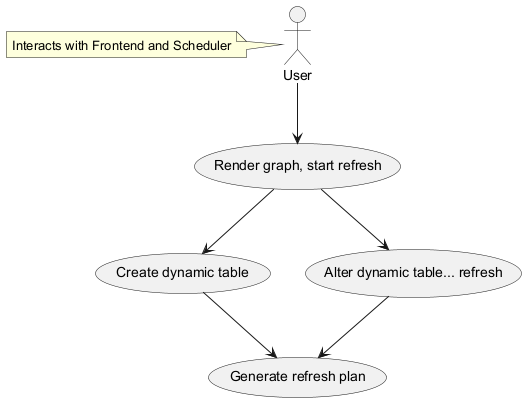 Interacts with Frontend and Scheduler
User
Render graph, start refresh
Create dynamic table
Alter dynamic table... refresh
Generate refresh plan